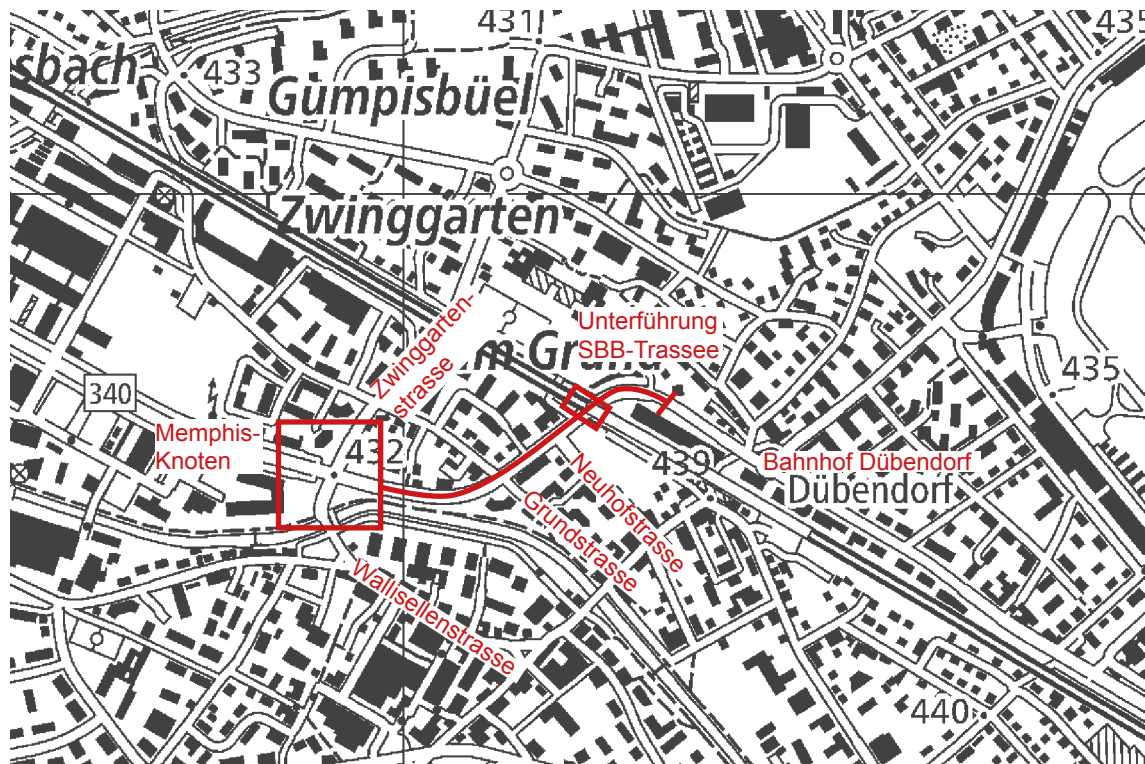 431
sbach
433
Gumpisbüel
Zwinggarten
Zwinggarten-
strasse
Unterführung
SBB-Trassee
Im Grund
340
435
Memphis-
Knoten
432
439
Bahnhof Dübendorf
Dübendorf
Neuhofstrasse
Grundstrasse
Wallisellenstrasse
440